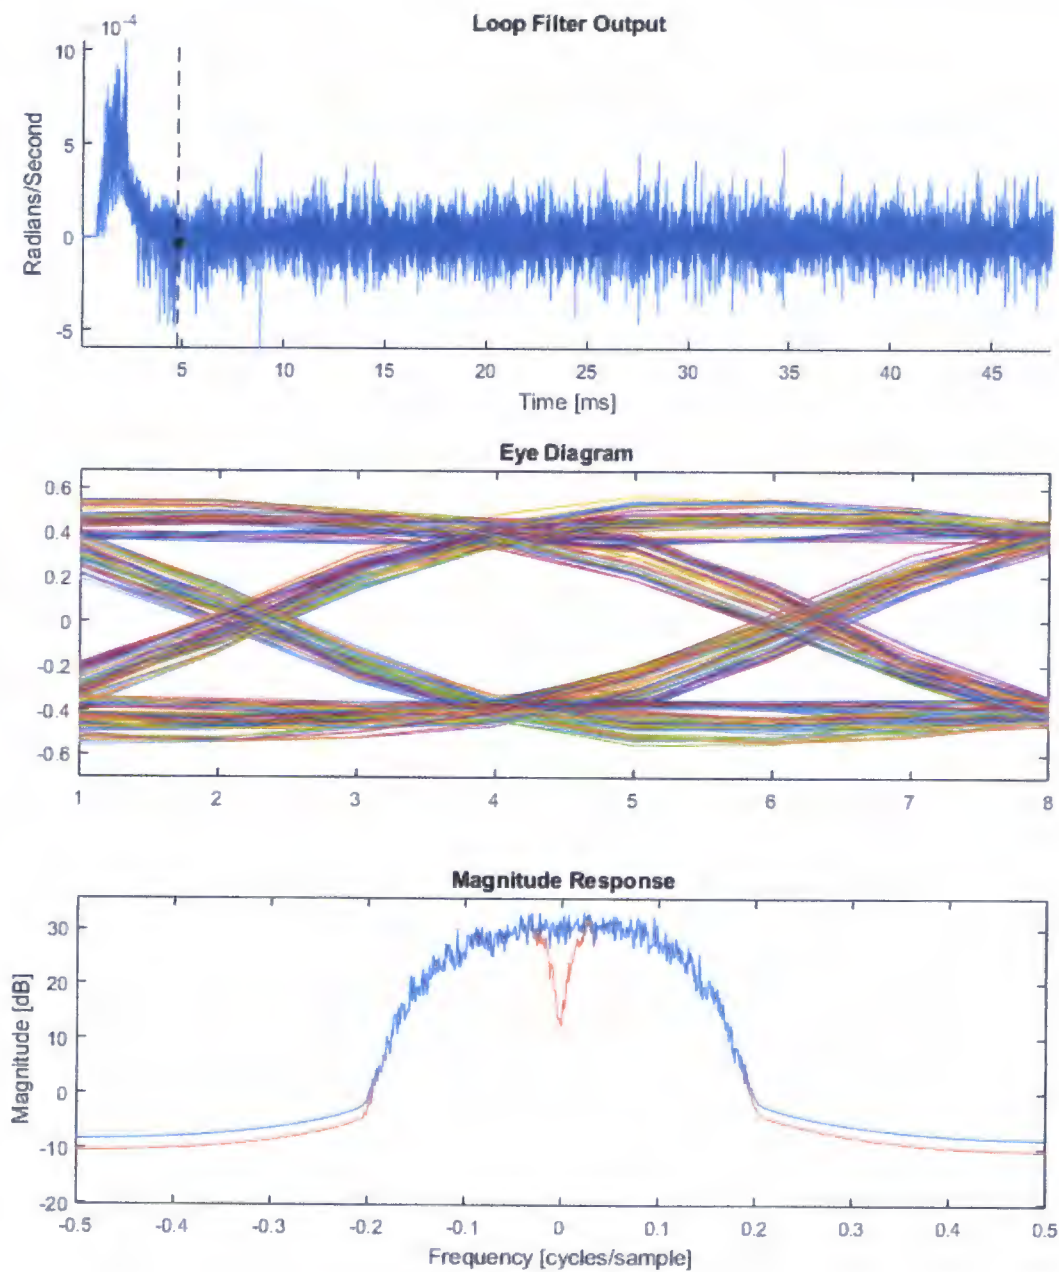 Loop Filter Output
10^-4
Radians/Second
10
5
0
-5
5 10 15 20 25 30 35 40 45
Time [ms]
Eye Diagram
0.6
0.4
0.2
0
-0.2
-0.4
-0.6
1 2 3 4 5 6 7 8
Magnitude Response
Magnitude [dB]
30
20
10
0
-10
-20
-0.5 -0.4 -0.3 -0.2 -0.1 0 0.1 0.2 0.3 0.4 0.5
Frequency [cycles/sample]